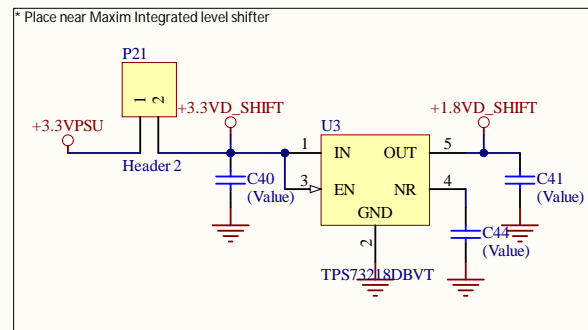 * Place near Maxim Integrated level shifter
P21
1 2
+3.3VPSU
Header 2
+3.3VD_SHIFT
C40
(Value)
U3
1 IN
3 EN
OUT 5
NR 4
GND
2
TPS73218DBVT
+1.8VD_SHIFT
C41
(Value)
C44
(Value)